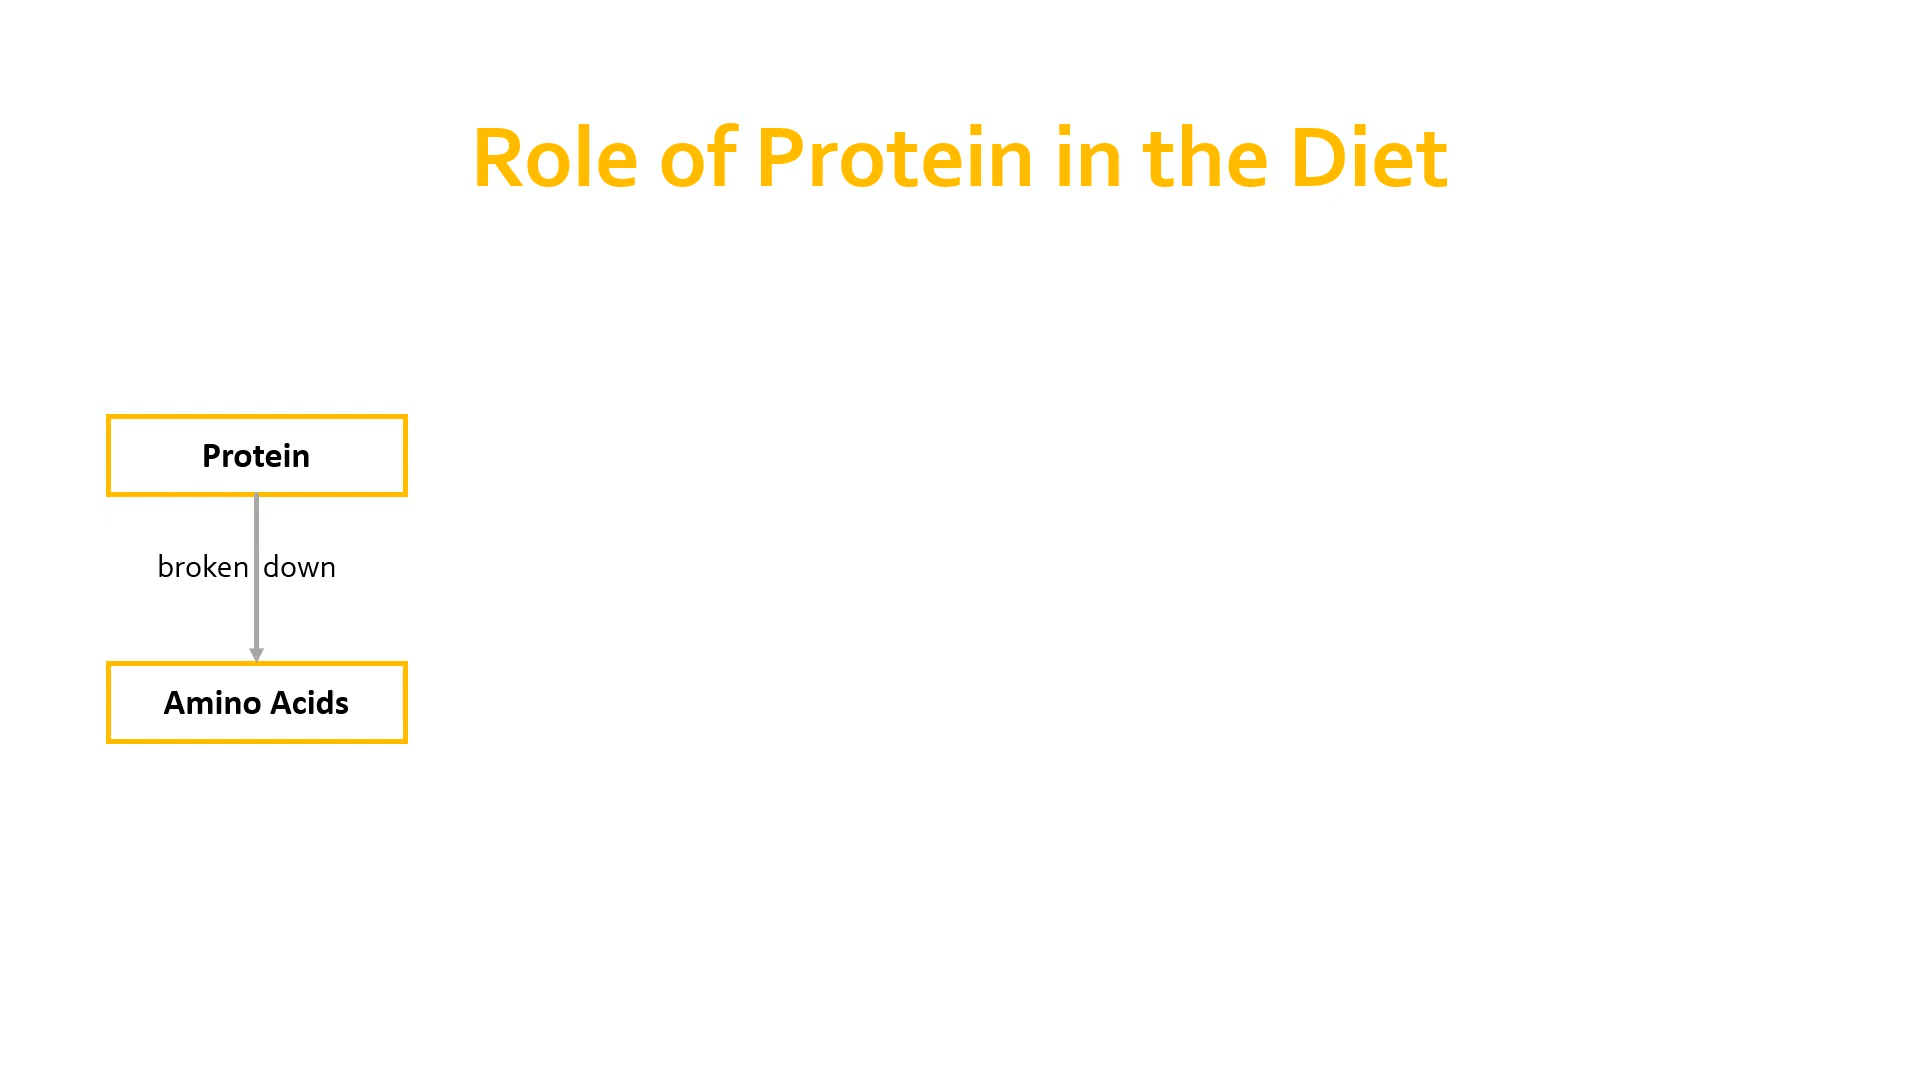 Role of Protein in the Diet
Protein
broken down
Amino Acids